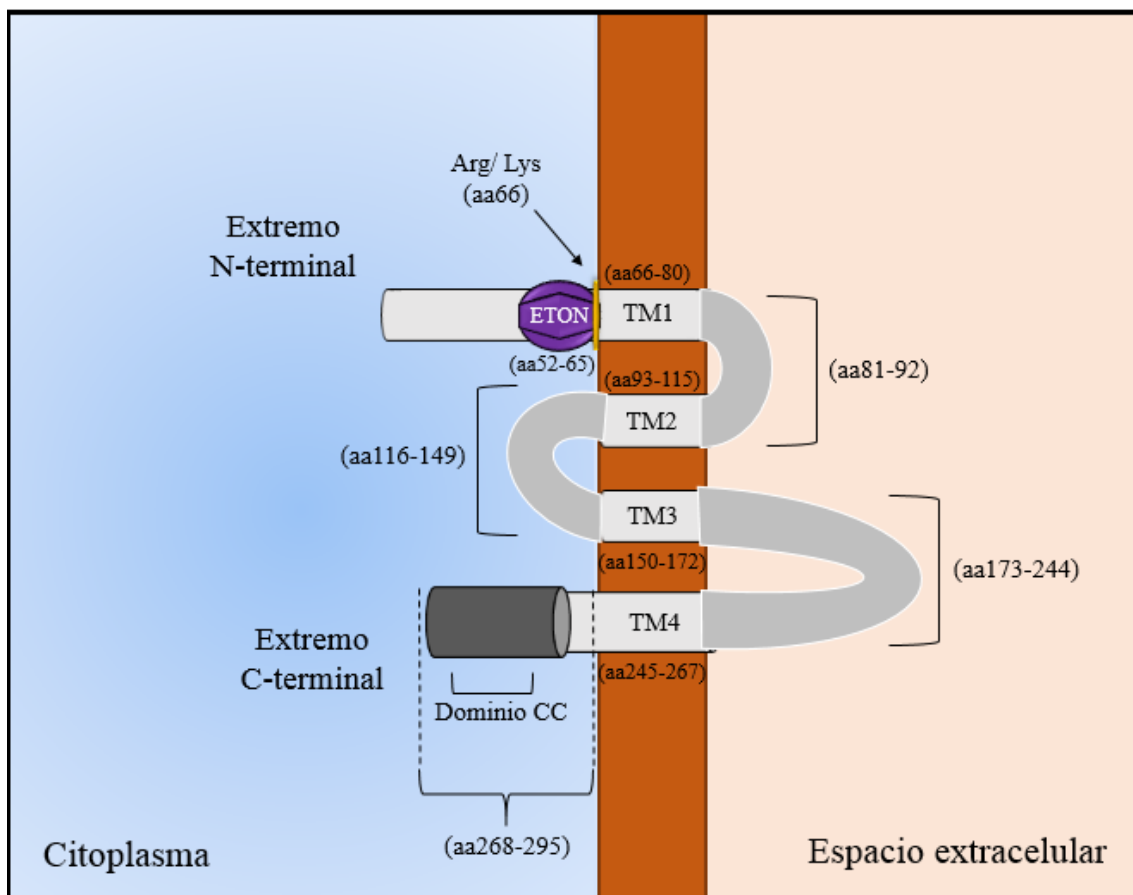 Arg/ Lys
(aa66)
Extremo
N-terminal
(aa66-80)
ETON
TM1
(aa52-65)
(aa93-115)
(aa81-92)
TM2
(aa116-149)
TM3
(aa150-172)
(aa173-244)
TM4
Extremo
C-terminal
(aa245-267)
Dominio CC
(aa268-295)
Citoplasma
Espacio extracelular